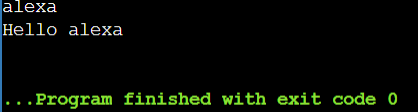 alexa
Hello alexa
...Program finished with exit code 0